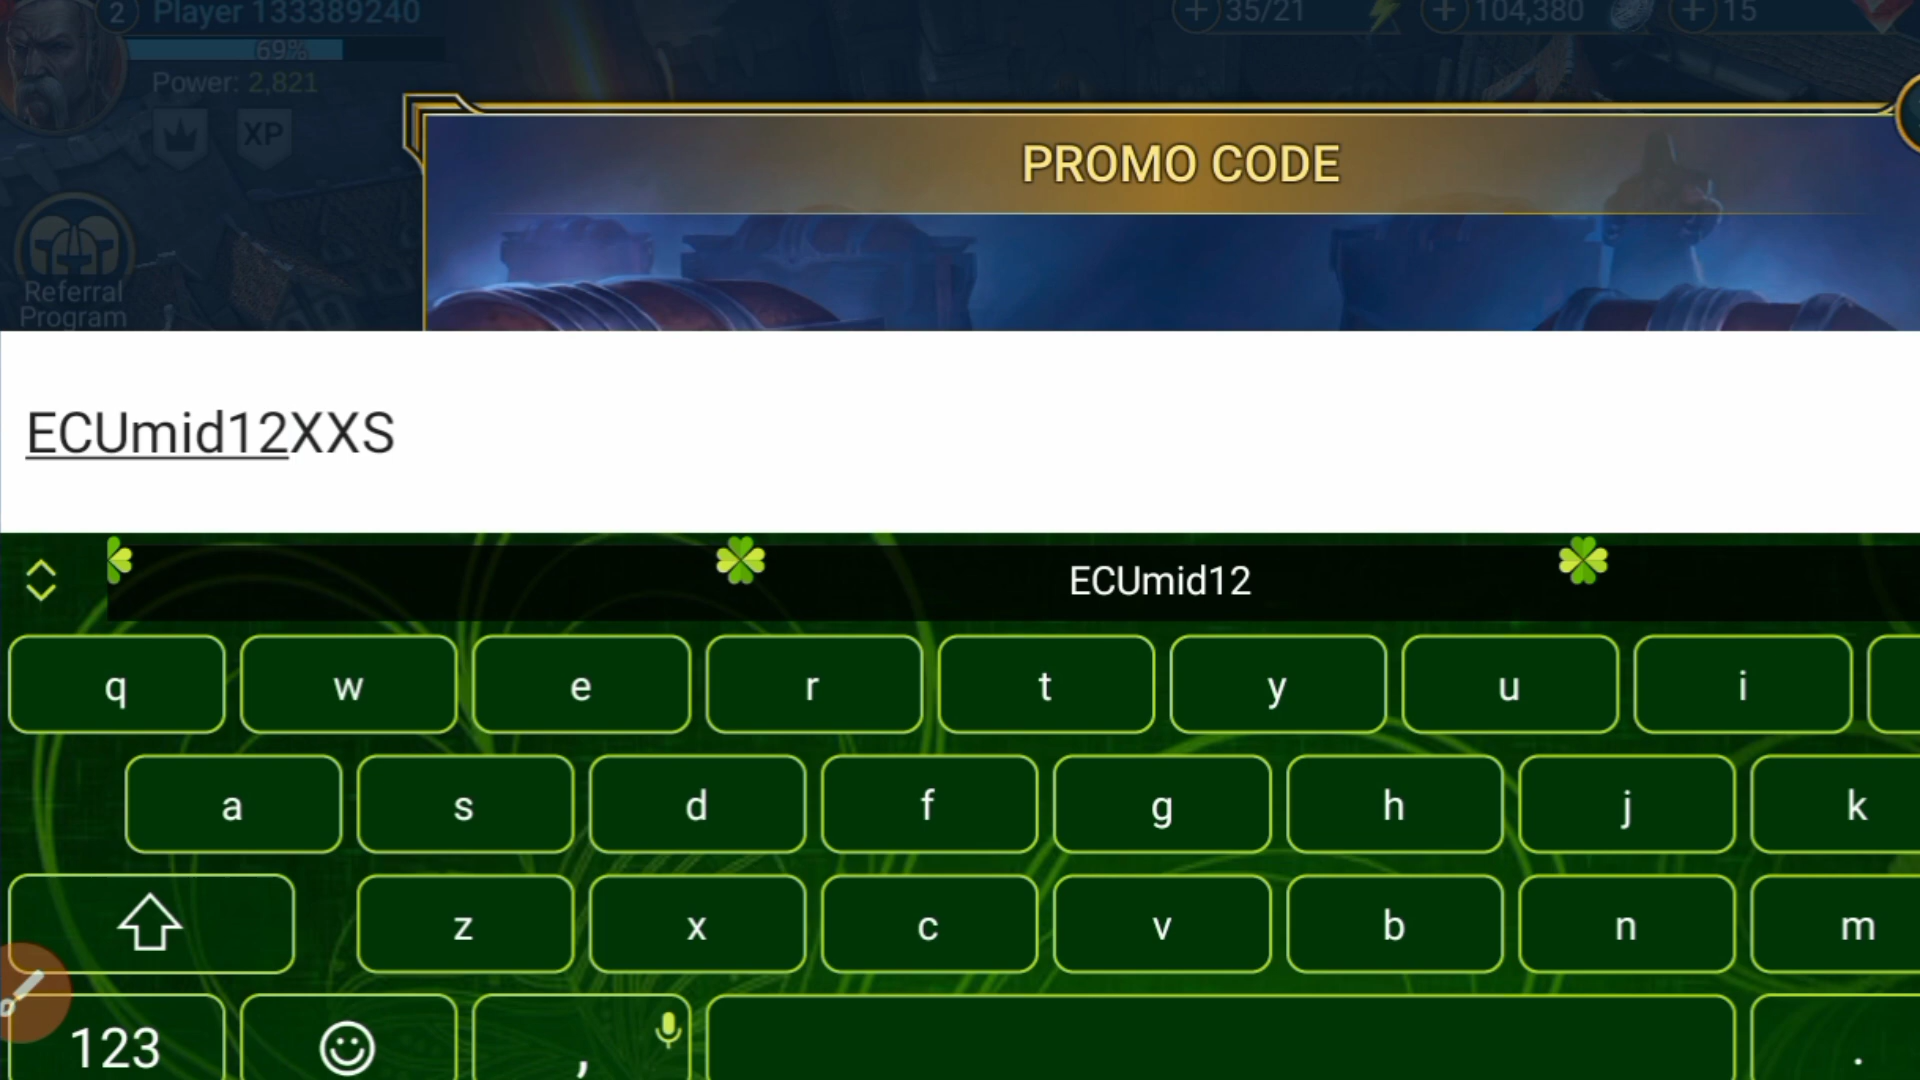 2 Player 133389240
35/21 104,380 15
69%
Power: 2,821
XP
PROMO CODE
Referral
Program
ECUmid12XXS
ECUmid12
q w e r t y u i
a s d f g h j k
z x c v b n m
123 , .